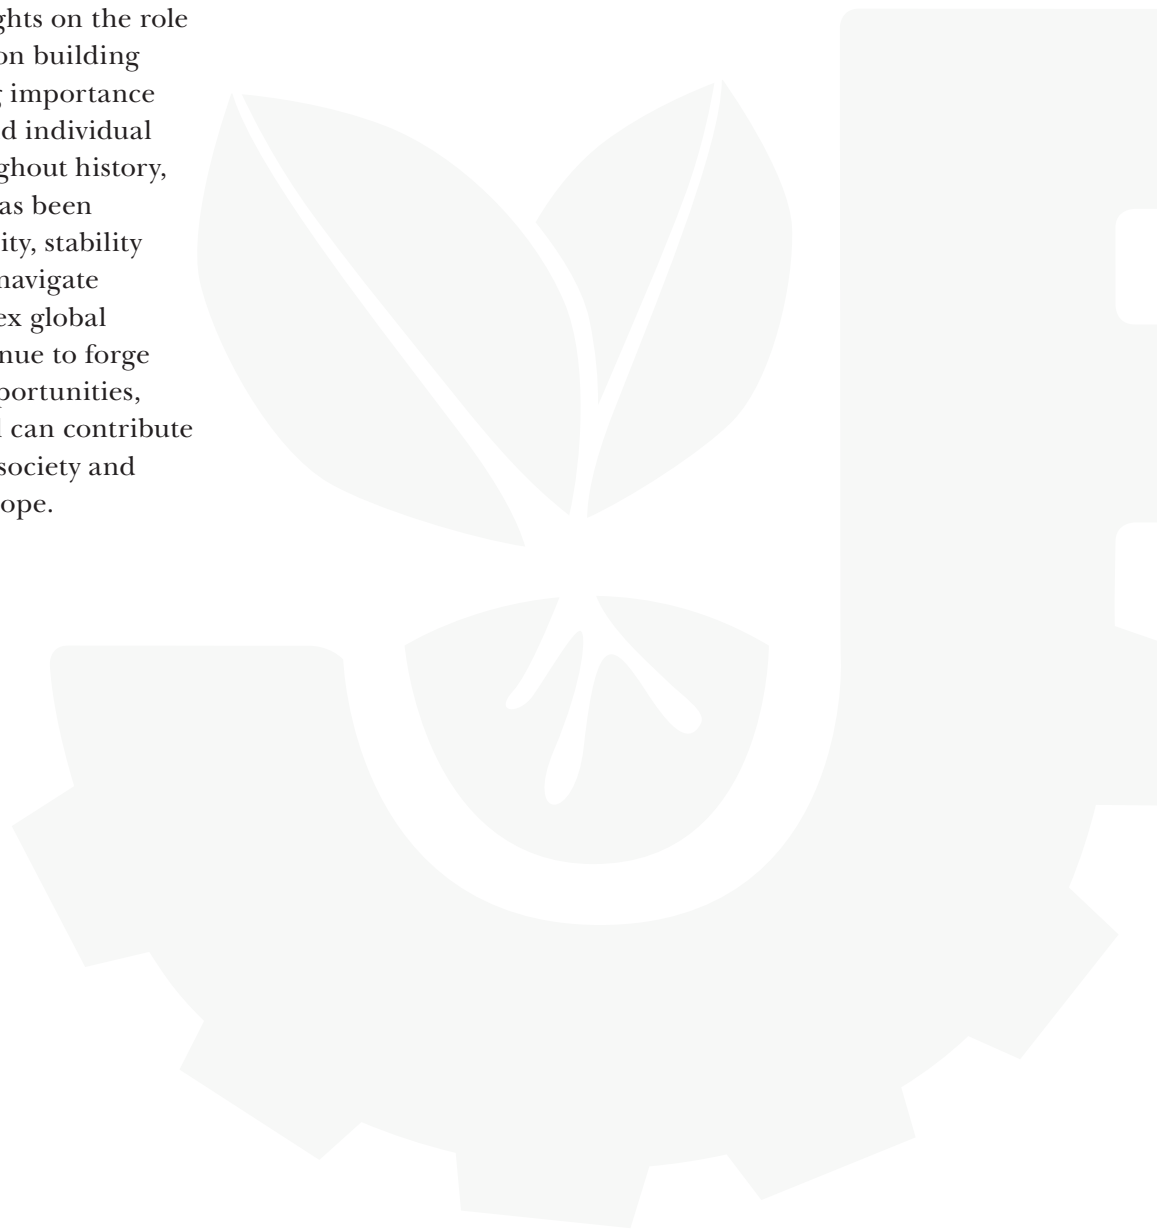 ghts on the role
on building
g importance
d individual
ghout history,
as been
ity, stability
navigate
ex global
nue to forge
portunities,
l can contribute
society and
ope.